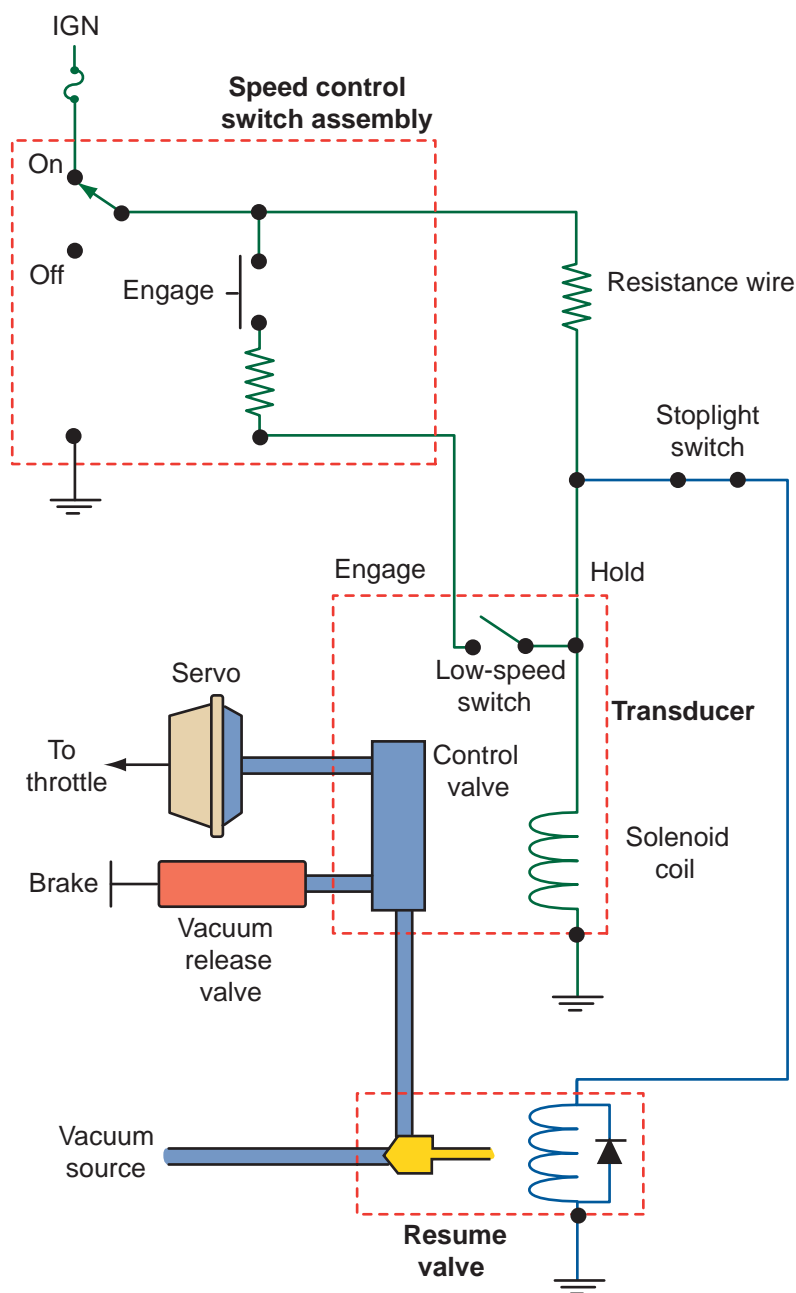 IGN
Speed control
switch assembly
On
Off
Engage
Resistance wire
Stoplight
switch
Engage
Hold
Low-speed
switch
Transducer
Servo
To
throttle
Control
valve
Solenoid
coil
Brake
Vacuum
release
valve
Vacuum
source
Resume
valve